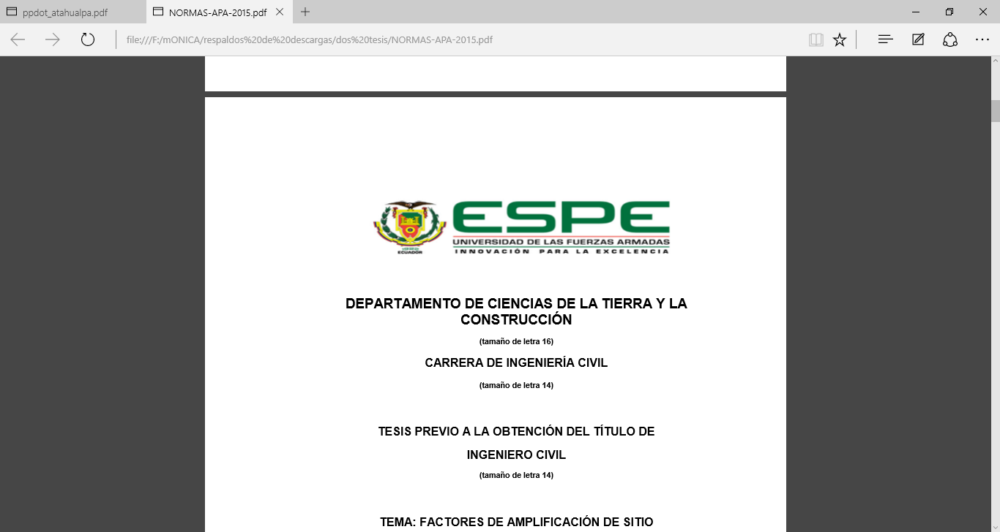 ppdot_atahualpa.pdf
NORMAS-APA-2015.pdf
file:///F:/mONICA/respaldos%20de%20descargas/dos%20tesis/NORMAS-APA-2015.pdf
ESPE
UNIVERSIDAD DE LAS FUERZAS ARMADAS
INNOVACIÓN PARA LA EXCELENCIA
ECUADOR
DEPARTAMENTO DE CIENCIAS DE LA TIERRA Y LA
CONSTRUCCIÓN
(tamaño de letra 16)
CARRERA DE INGENIERÍA CIVIL
(tamaño de letra 14)
TESIS PREVIO A LA OBTENCIÓN DEL TÍTULO DE
INGENIERO CIVIL
(tamaño de letra 14)
TEMA: FACTORES DE AMPLIFICACIÓN DE SITIO